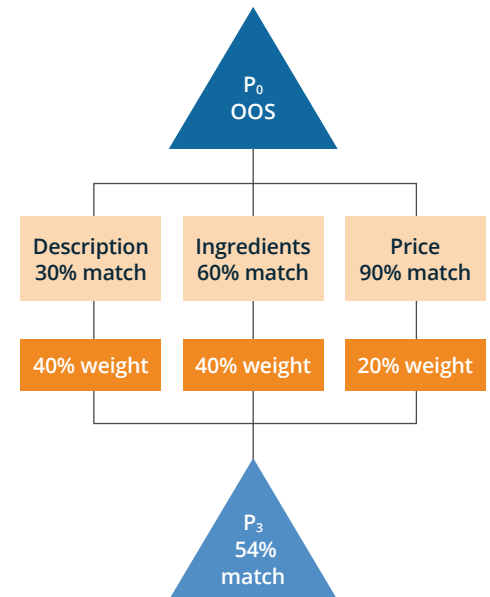 P₀
OOS
Description
30% match
Ingredients
60% match
Price
90% match
40% weight
40% weight
20% weight
P₃
54%
match